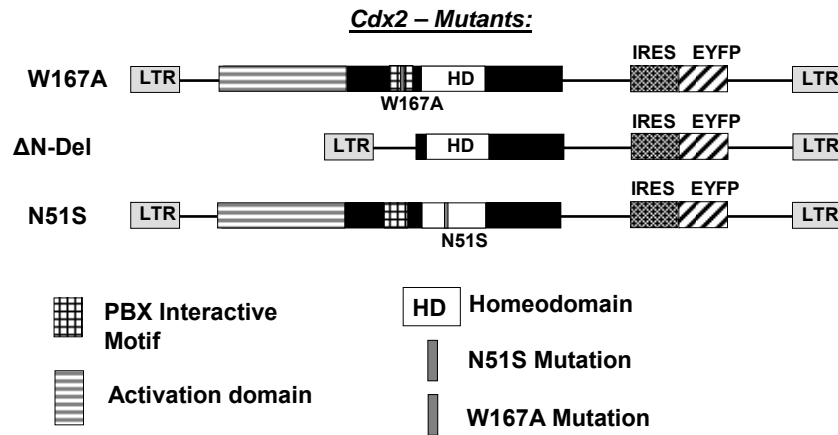 Cdx2 – Mutants:
IRES EYFP
W167A LTR HD LTR
W167A
IRES EYFP
ΔN-Del LTR HD LTR
IRES EYFP
N51S LTR LTR
N51S
PBX Interactive
Motif
HD Homeodomain
N51S Mutation
Activation domain
W167A Mutation